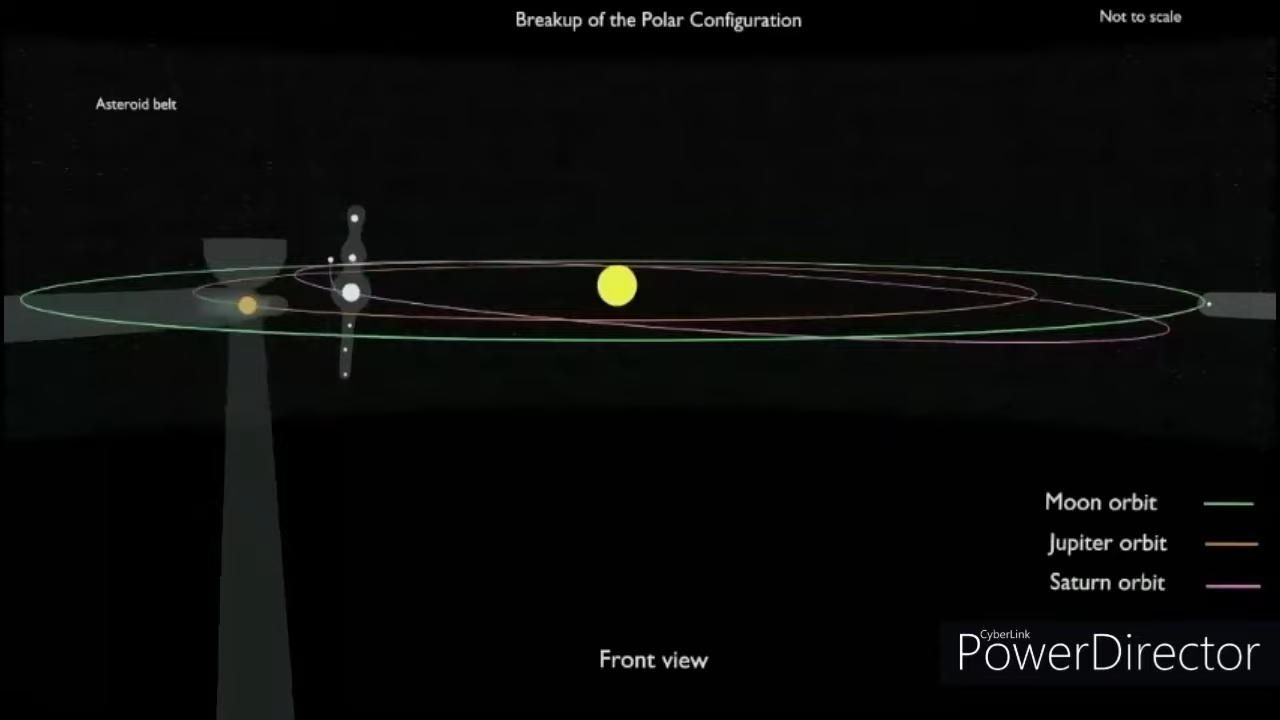 Breakup of the Polar Configuration
Not to scale
Asteroid belt
Moon orbit
Jupiter orbit
Saturn orbit
Front view
CyberLink
PowerDirector